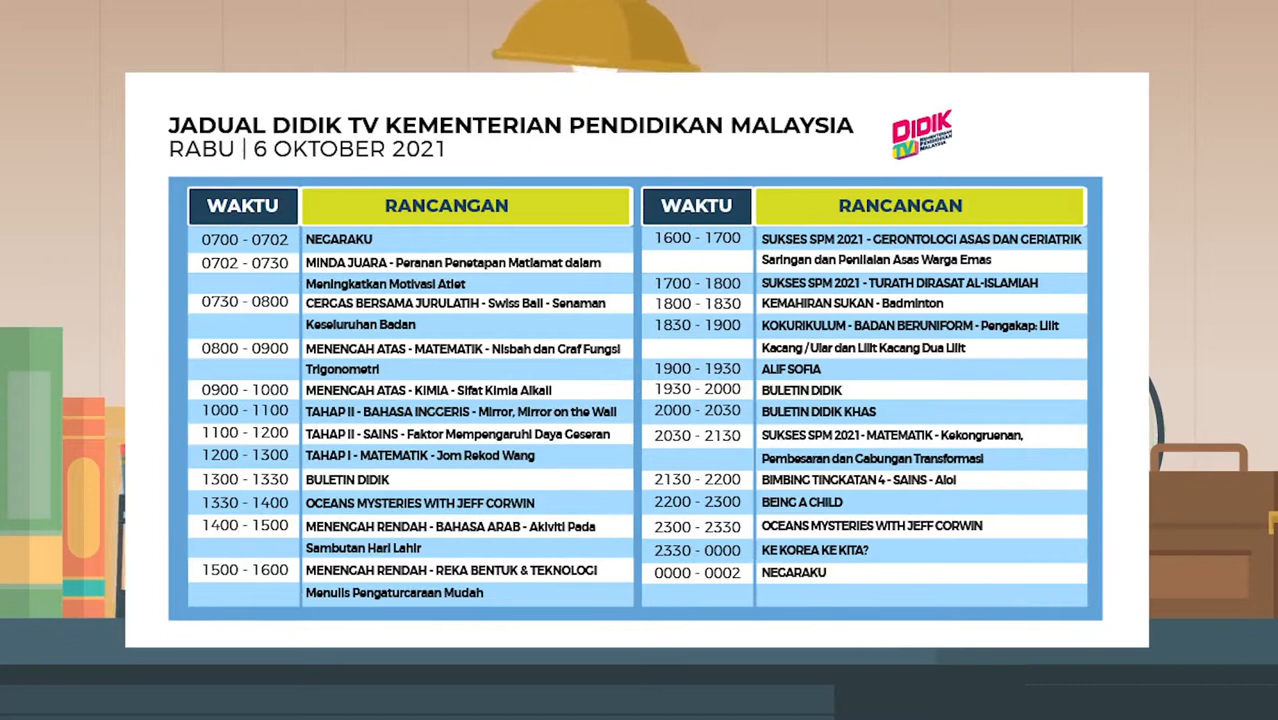 JADUAL DIDIK TV KEMENTERIAN PENDIDIKAN MALAYSIA
RABU | 6 OKTOBER 2021
DIDIK
TV
KEMENTERIAN
PENDIDIKAN
MALAYSIA
WAKTU RANCANGAN
0700 - 0702 NEGARAKU
0702 - 0730 MINDA JUARA - Peranan Penetapan Matlamat dalam
Meningkatkan Motivasi Atlet
0730 - 0800 CERGAS BERSAMA JURULATIH - Swiss Ball - Senaman
Keseluruhan Badan
0800 - 0900 MENENGAH ATAS - MATEMATIK - Nisbah dan Graf Fungsi
Trigonometri
0900 - 1000 MENENGAH ATAS - KIMIA - Sifat Kimia Alkali
1000 - 1100 TAHAP II - BAHASA INGGERIS - Mirror, Mirror on the Wall
1100 - 1200 TAHAP II - SAINS - Faktor Mempengaruhi Daya Geseran
1200 - 1300 TAHAP I - MATEMATIK - Jom Rekod Wang
1300 - 1330 BULETIN DIDIK
1330 - 1400 OCEANS MYSTERIES WITH JEFF CORWIN
1400 - 1500 MENENGAH RENDAH - BAHASA ARAB - Akiviti Pada
Sambutan Hari Lahir
1500 - 1600 MENENGAH RENDAH - REKA BENTUK & TEKNOLOGI
Menulis Pengaturcaraan Mudah
WAKTU RANCANGAN
1600 - 1700 SUKSES SPM 2021 - GERONTOLOGI ASAS DAN GERIATRIK
Saringan dan Penilaian Asas Warga Emas
1700 - 1800 SUKSES SPM 2021 - TURATH DIRASAT AL-ISLAMIAH
1800 - 1830 KEMAHIRAN SUKAN - Badminton
1830 - 1900 KOKURIKULUM - BADAN BERUNIFORM - Pengakap: Lilit
Kacang / Ular dan Lilit Kacang Dua Lilit
1900 - 1930 ALIF SOFIA
1930 - 2000 BULETIN DIDIK
2000 - 2030 BULETIN DIDIK KHAS
2030 - 2130 SUKSES SPM 2021- MATEMATIK - Kekongruenan,
Pembesaran dan Gabungan Transformasi
2130 - 2200 BIMBING TINGKATAN 4 - SAINS - Aloi
2200 - 2300 BEING A CHILD
2300 - 2330 OCEANS MYSTERIES WITH JEFF CORWIN
2330 - 0000 KE KOREA KE KITA?
0000 - 0002 NEGARAKU